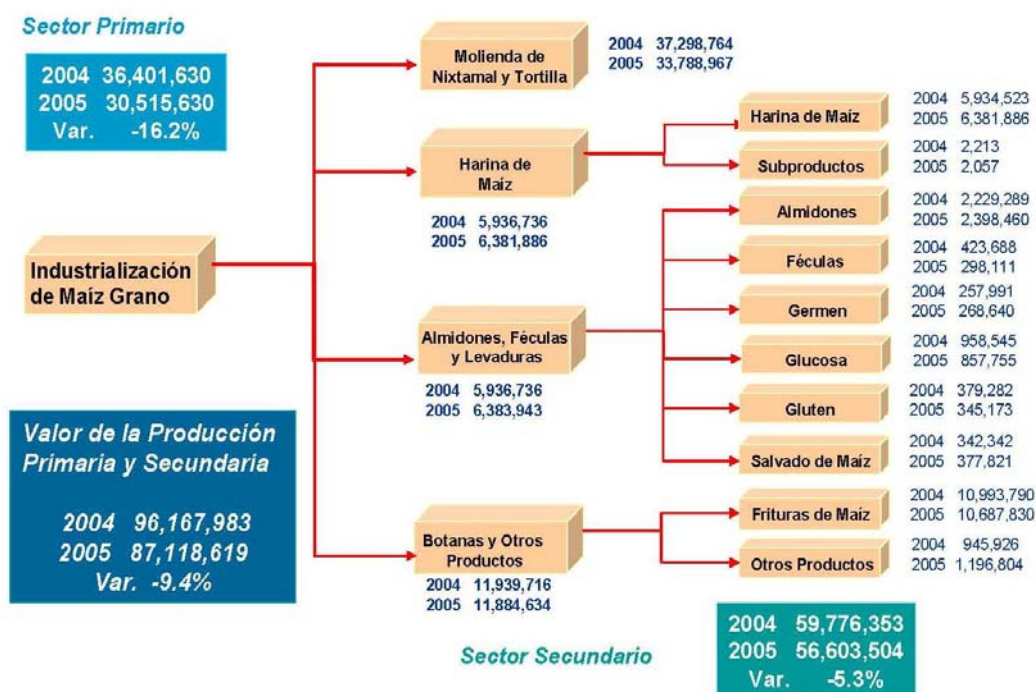 Sector Primario
2004 36,401,630
2005 30,515,630
Var. -16.2%
Industrialización
de Maíz Grano
Valor de la Producción
Primaria y Secundaria
2004 96,167,983
2005 87,118,619
Var. -9.4%
Molienda de
Nixtamal y Tortilla
2004 37,298,764
2005 33,788,967
Harina de
Maíz
2004 5,936,736
2005 6,381,886
Almidones, Féculas
y Levaduras
2004 5,936,736
2005 6,383,943
Botanas y Otros
Productos
2004 11,939,716
2005 11,884,634
Harina de Maíz
2004 5,934,523
2005 6,381,886
Subproductos
2004 2,213
2005 2,057
Almidones
2004 2,229,289
2005 2,398,460
Féculas
2004 423,688
2005 298,111
Germen
2004 257,991
2005 268,640
Glucosa
2004 958,545
2005 857,755
Gluten
2004 379,282
2005 345,173
Salvado de Maíz
2004 342,342
2005 377,821
Frituras de Maíz
2004 10,993,790
2005 10,687,830
Otros Productos
2004 945,926
2005 1,196,804
Sector Secundario
2004 59,776,353
2005 56,603,504
Var. -5.3%